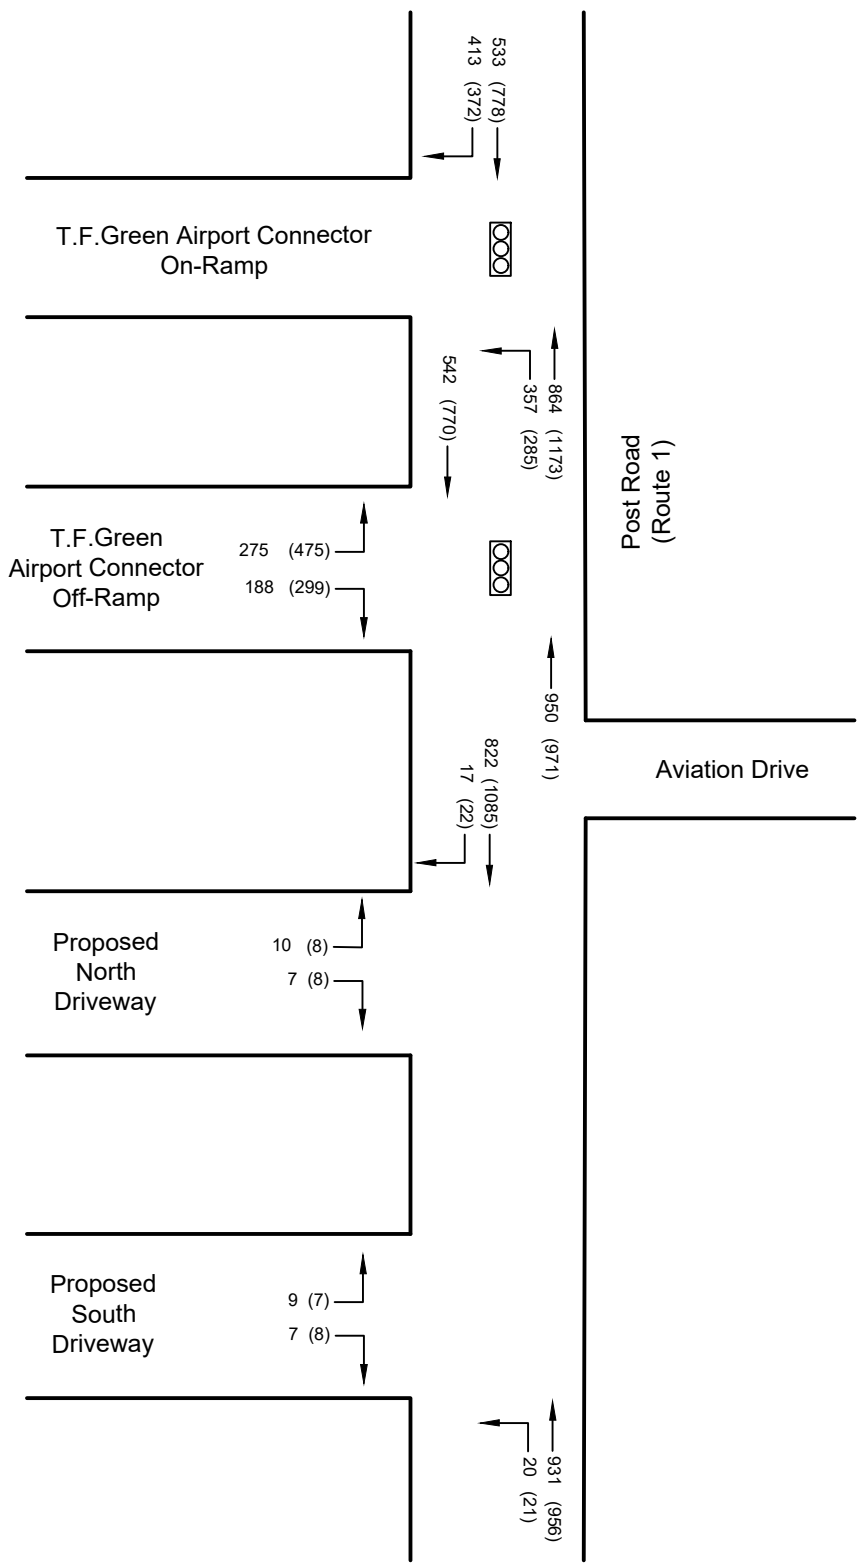 533 (778)
413 (372)
T.F.Green Airport Connector
On-Ramp
542 (770)
864 (1173)
357 (285)
Post Road
(Route 1)
T.F.Green
Airport Connector
Off-Ramp
275 (475)
188 (299)
950 (971)
Aviation Drive
822 (1085)
17 (22)
Proposed
North
Driveway
10 (8)
7 (8)
Proposed
South
Driveway
9 (7)
7 (8)
931 (956)
20 (21)